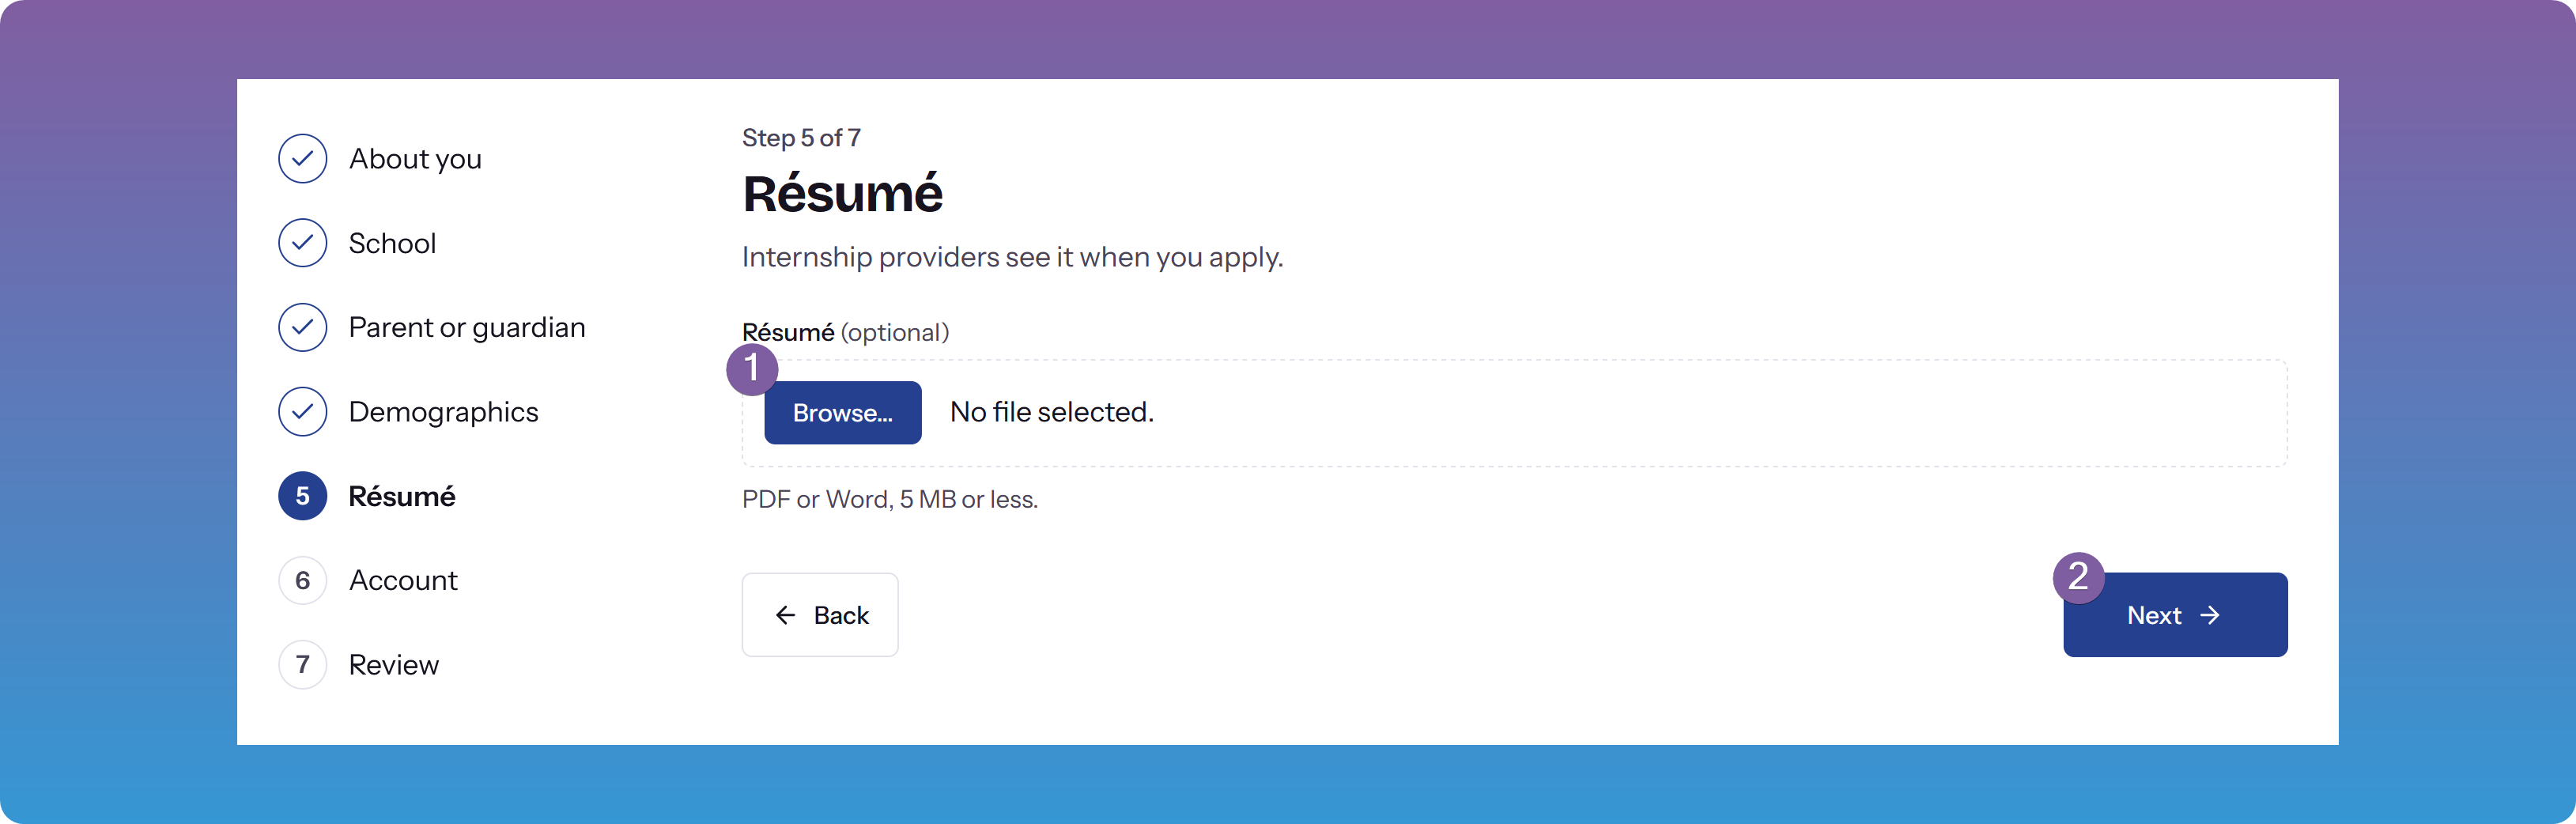 About you
School
Parent or guardian
Demographics
5 Résumé
6 Account
7 Review
Step 5 of 7
Résumé
Internship providers see it when you apply.
Résumé (optional)
1
Browse... No file selected.
PDF or Word, 5 MB or less.
Back
2
Next